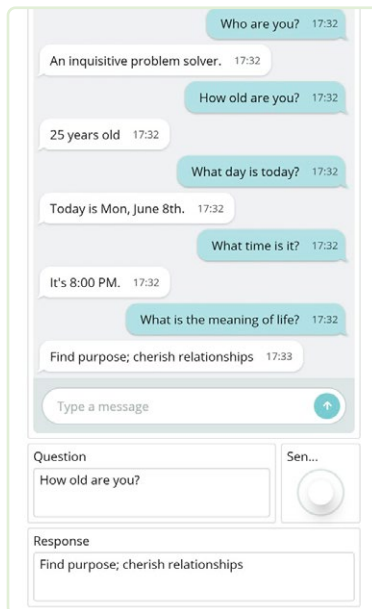 Who are you? 17:32
An inquisitive problem solver. 17:32
How old are you? 17:32
25 years old 17:32
What day is today? 17:32
Today is Mon, June 8th. 17:32
What time is it? 17:32
It's 8:00 PM. 17:32
What is the meaning of life? 17:32
Find purpose; cherish relationships 17:33
Type a message
Question
Sen...
How old are you?
Response
Find purpose; cherish relationships